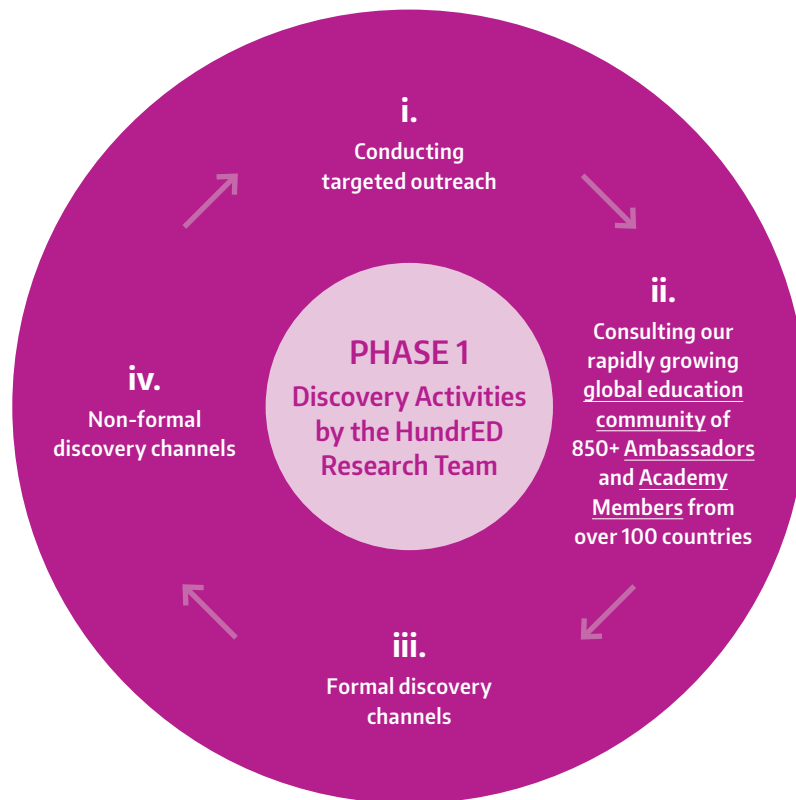 i.
Conducting
targeted outreach
ii.
Consulting our
rapidly growing
global education
community of
850+ Ambassadors
and Academy
Members from
over 100 countries
iii.
Formal discovery
channels
iv.
Non-formal
discovery channels
PHASE 1
Discovery Activities
by the HundrED
Research Team